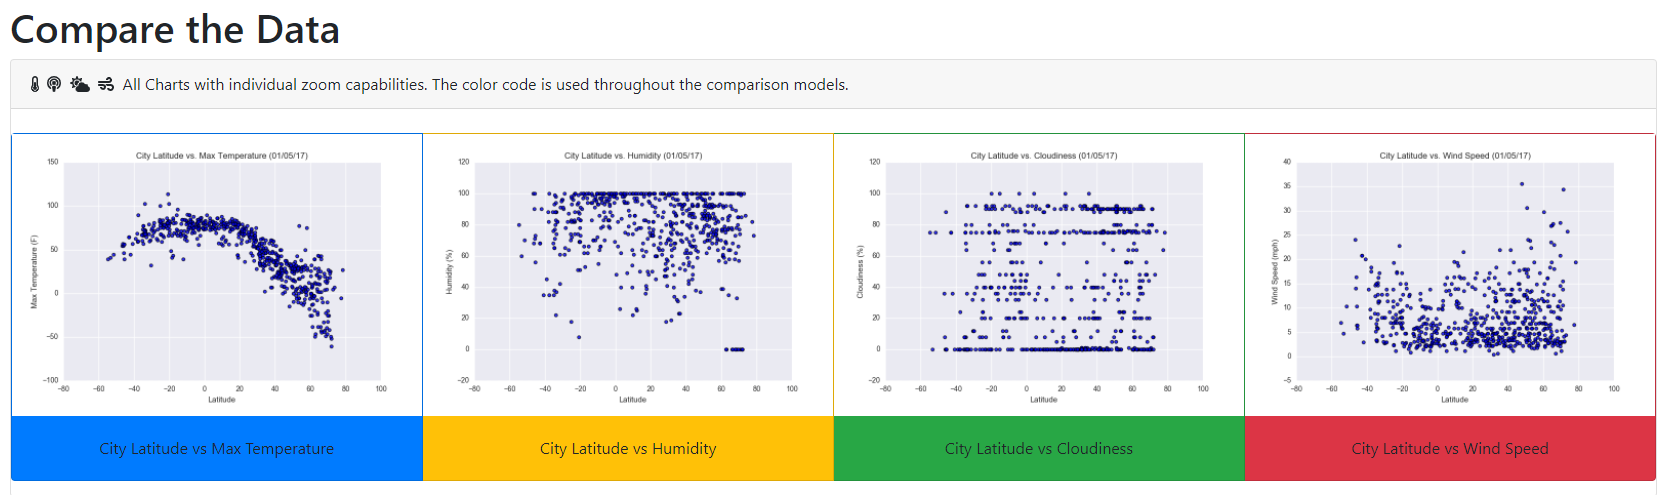 Compare the Data
All Charts with individual zoom capabilities. The color code is used throughout the comparison models.
City Latitude vs. Max Temperature (01/05/17)
150
100
50
0
−50
−100
Max Temperature (F)
−80 −60 −40 −20 0 20 40 60 80 100
Latitude
City Latitude vs Max Temperature
City Latitude vs. Humidity (01/05/17)
120
100
80
60
40
20
0
−20
Humidity (%)
−80 −60 −40 −20 0 20 40 60 80 100
Latitude
City Latitude vs Humidity
City Latitude vs. Cloudiness (01/05/17)
120
100
80
60
40
20
0
−20
Cloudiness (%)
−80 −60 −40 −20 0 20 40 60 80 100
Latitude
City Latitude vs Cloudiness
City Latitude vs. Wind Speed (01/05/17)
40
35
30
25
20
15
10
5
0
−5
Wind Speed (mph)
−80 −60 −40 −20 0 20 40 60 80 100
Latitude
City Latitude vs Wind Speed